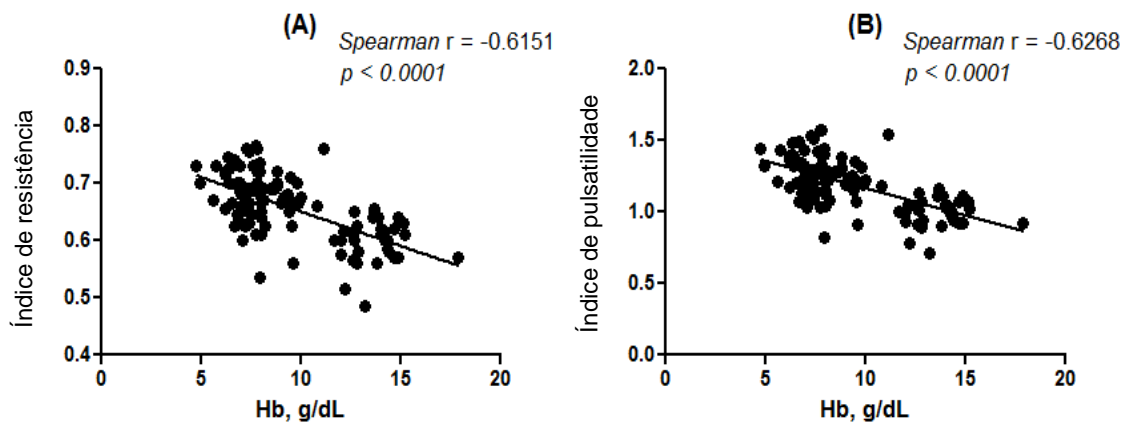 (A)
Spearman r = -0.6151
p < 0.0001
Índice de resistência
0.9
0.8
0.7
0.6
0.5
0.4
0
5
10
15
20
Hb, g/dL
(B)
Spearman r = -0.6268
p < 0.0001
Índice de pulsatilidade
2.0
1.5
1.0
0.5
0.0
0
5
10
15
20
Hb, g/dL